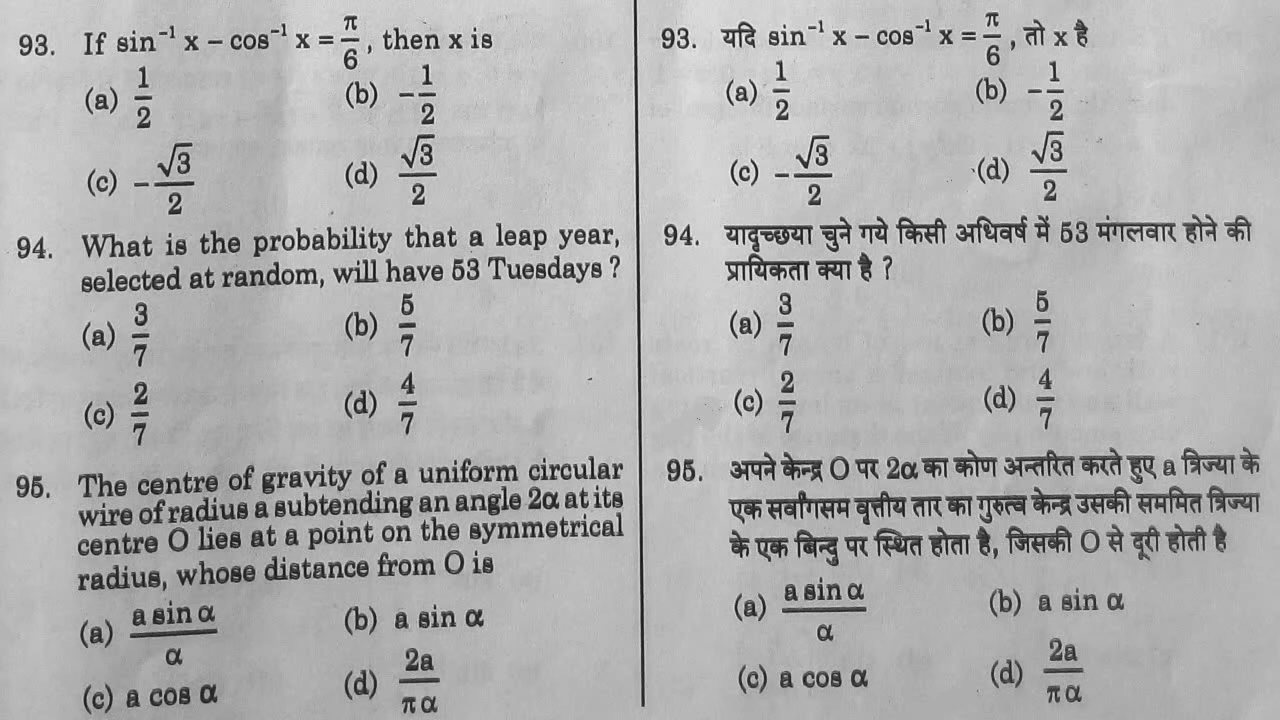 93. If sin⁻¹ x – cos⁻¹ x = π/6, then x is
(a) 1/2 (b) –1/2
(c) –√3/2 (d) √3/2
94. What is the probability that a leap year,
selected at random, will have 53 Tuesdays ?
(a) 3/7 (b) 5/7
(c) 2/7 (d) 4/7
95. The centre of gravity of a uniform circular
wire of radius a subtending an angle 2α at its
centre O lies at a point on the symmetrical
radius, whose distance from O is
(a) a sin α/α (b) a sin α
(c) a cos α (d) 2a/π α
93. यदि sin⁻¹ x – cos⁻¹ x = π/6, तो x है
(a) 1/2 (b) –1/2
(c) –√3/2 (d) √3/2
94. यादृच्छया चुने गये किसी अधिवर्ष में 53 मंगलवार होने की
प्रायिकता क्या है ?
(a) 3/7 (b) 5/7
(c) 2/7 (d) 4/7
95. अपने केन्द्र O पर 2α का कोण अन्तरित करते हुए a त्रिज्या के
एक सर्वांगसम वृत्तीय तार का गुरुत्व केन्द्र उसकी सममित त्रिज्या
के एक बिन्दु पर स्थित होता है, जिसकी O से दूरी होती है
(a) a sin α/α (b) a sin α
(c) a cos α (d) 2a/π α